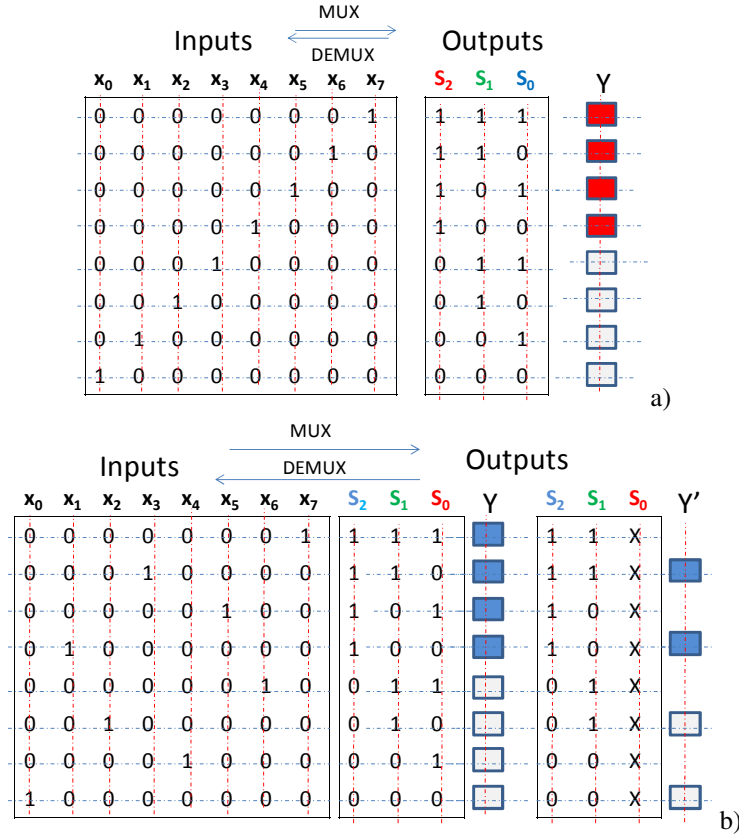 MUX
Inputs Outputs
DEMUX
x0 x1 x2 x3 x4 x5 x6 x7 S2 S1 S0 Y
0 0 0 0 0 0 0 1 1 1 1
0 0 0 0 0 0 1 0 1 1 0
0 0 0 0 0 1 0 0 1 0 1
0 0 0 0 1 0 0 0 1 0 0
0 0 0 1 0 0 0 0 0 1 1
0 0 1 0 0 0 0 0 0 1 0
0 1 0 0 0 0 0 0 0 0 1
1 0 0 0 0 0 0 0 0 0 0
a)
MUX
Inputs DEMUX Outputs
x0 x1 x2 x3 x4 x5 x6 x7 S2 S1 S0 Y S2 S1 S0 Y'
0 0 0 0 0 0 0 1 1 1 1 1 1 X
0 0 0 1 0 0 0 0 1 1 0 1 1 X
0 0 0 0 0 1 0 0 1 0 1 1 0 X
0 1 0 0 0 0 0 0 1 0 0 1 0 X
0 0 0 0 0 0 1 0 0 1 1 0 1 X
0 0 1 0 0 0 0 0 0 1 0 0 1 X
0 0 0 0 1 0 0 0 0 0 1 0 0 X
1 0 0 0 0 0 0 0 0 0 0 0 0 X
b)